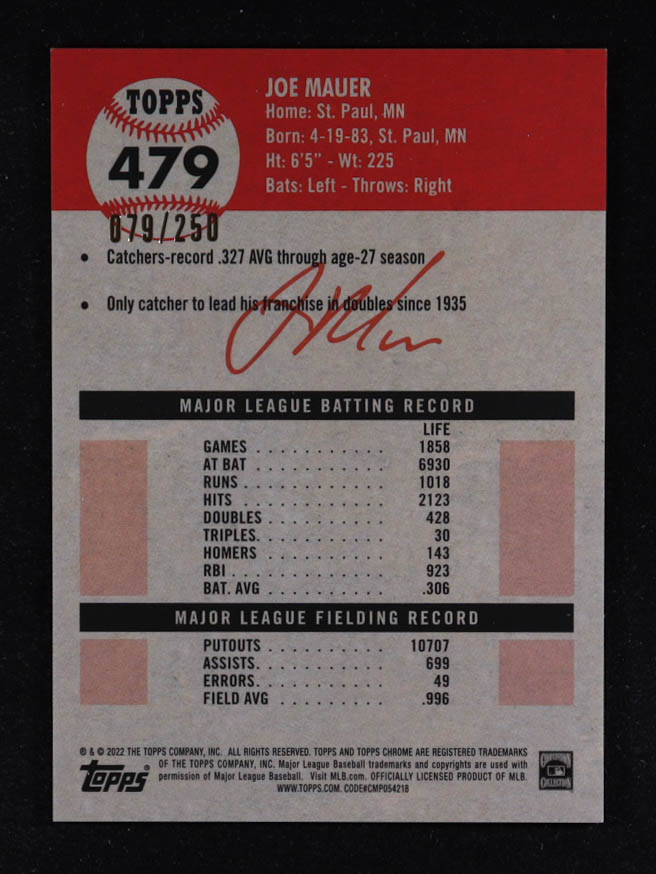 TOPPS
479
079/250
JOE MAUER
Home: St. Paul, MN
Born: 4-19-83, St. Paul, MN
Ht: 6'5" - Wt: 225
Bats: Left - Throws: Right
• Catchers-record .327 AVG through age-27 season
• Only catcher to lead his franchise in doubles since 1935
MAJOR LEAGUE BATTING RECORD
LIFE
GAMES . . . . . . . . . . . 1858
AT BAT . . . . . . . . . . . 6930
RUNS . . . . . . . . . . . . 1018
HITS . . . . . . . . . . . . 2123
DOUBLES . . . . . . . . . . 428
TRIPLES. . . . . . . . . . . 30
HOMERS . . . . . . . . . . 143
RBI . . . . . . . . . . . . . 923
BAT. AVG . . . . . . . . . . .306
MAJOR LEAGUE FIELDING RECORD
PUTOUTS . . . . . . . . . . 10707
ASSISTS. . . . . . . . . . . 699
ERRORS. . . . . . . . . . . 49
FIELD AVG . . . . . . . . . .996
® & © 2022 THE TOPPS COMPANY, INC. ALL RIGHTS RESERVED. TOPPS AND TOPPS CHROME ARE REGISTERED TRADEMARKS
OF THE TOPPS COMPANY, INC. Major League Baseball trademarks and copyrights are used with
permission of Major League Baseball. Visit MLB.com. OFFICIALLY LICENSED PRODUCT OF MLB.
WWW.TOPPS.COM. CODE#CMP054218
Topps®
COOPERSTOWN
COLLECTION